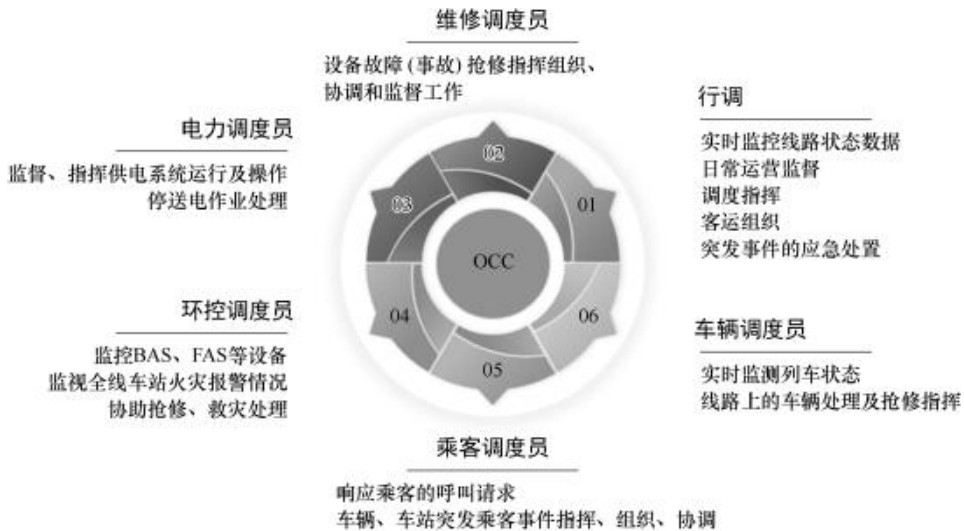 维修调度员
设备故障(事故)抢修指挥组织、
协调和监督工作
行调
实时监控线路状态数据
日常运营监督
调度指挥
客运组织
突发事件的应急处置
电力调度员
监督、指挥供电系统运行及操作
停送电作业处理
02
03
01
OCC
04
06
05
环控调度员
监控BAS、FAS等设备
监视全线车站火灾报警情况
协助抢修、救灾处理
车辆调度员
实时监测列车状态
线路上的车辆处理及抢修指挥
乘客调度员
响应乘客的呼叫请求
车辆、车站突发乘客事件指挥、组织、协调